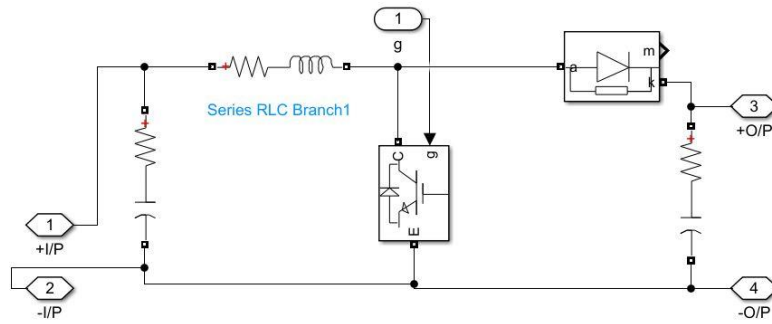 1
g
m
a
k
+
+
Series RLC Branch1
3
+O/P
+
C
g
E
1
+I/P
2
-I/P
4
-O/P